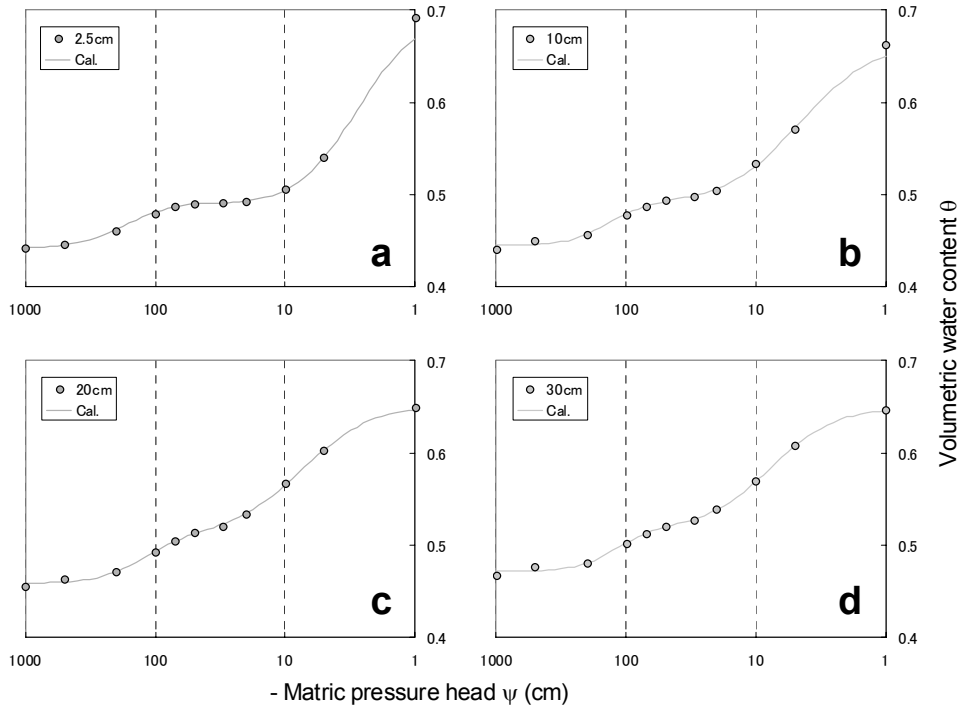 0.7
2.5cm
Cal.
0.6
0.5
a
0.4
1000 100 10 1
0.7
10cm
Cal.
0.6
0.5
b
0.4
1000 100 10 1
0.7
20cm
Cal.
0.6
0.5
c
0.4
1000 100 10 1
0.7
30cm
Cal.
0.6
0.5
d
0.4
1000 100 10 1
Volumetric water content θ
- Matric pressure head ψ (cm)